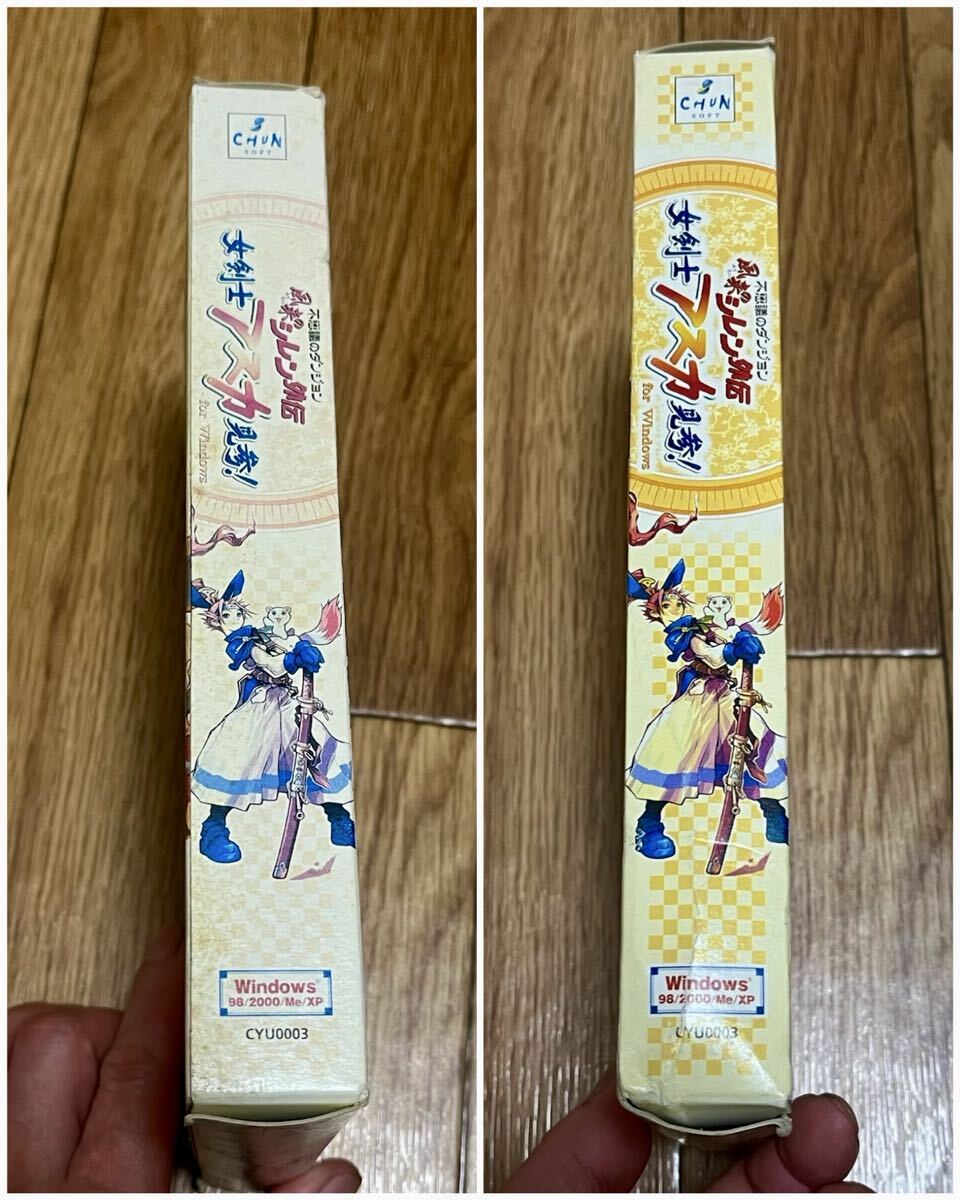 CHUN
SOFT
不思議のダンジョン
風来のシレン外伝
女剣士アスカ見参!
for Windows
Windows
98/2000/Me/XP
CYU0003
CHUN
SOFT
不思議のダンジョン
風来のシレン外伝
女剣士アスカ見参!
for Windows
Windows®
98/2000/Me/XP
CYU0003